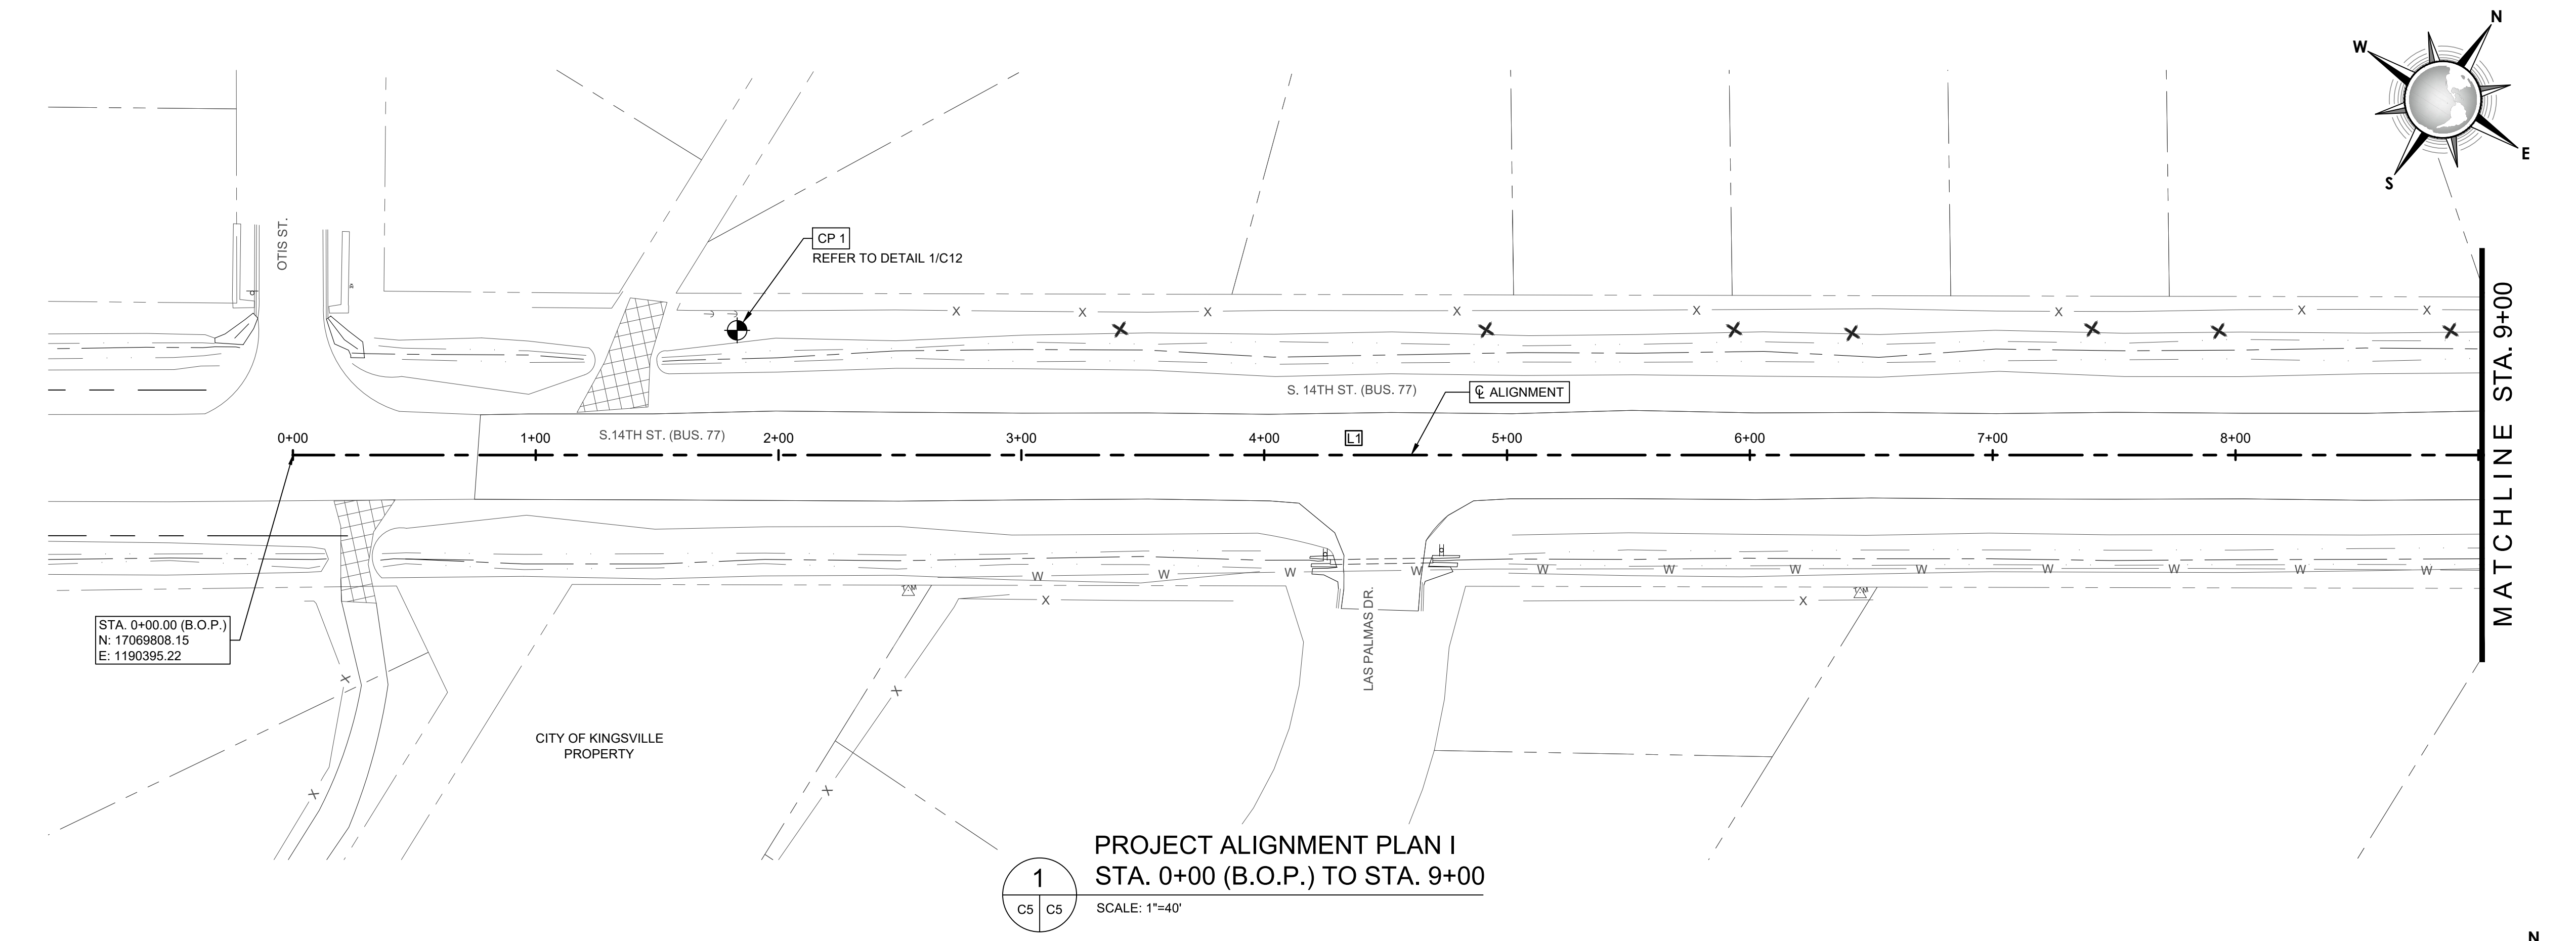 N
W
E
S
OTIS ST.
CP 1
REFER TO DETAIL 1/C12
X X X X X X X X
S. 14TH ST. (BUS. 77)
℄ ALIGNMENT
MATCHLINE STA. 9+00
0+00 1+00 S.14TH ST. (BUS. 77) 2+00 3+00 4+00 L1 5+00 6+00 7+00 8+00
W W W W W W W W W W W W
X X
STA. 0+00.00 (B.O.P.)
N: 17069808.15
E: 1190395.22
LAS PALMAS DR.
X X
X X
CITY OF KINGSVILLE
PROPERTY
PROJECT ALIGNMENT PLAN I
1
STA. 0+00 (B.O.P.) TO STA. 9+00
C5 C5
SCALE: 1"=40'
N